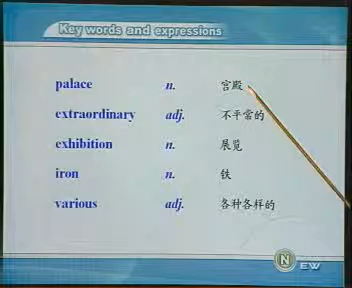 Key words and expressions
palace n. 宫殿
extraordinary adj. 不平常的
exhibition n. 展览
iron n. 铁
various adj. 各种各样的
N EW